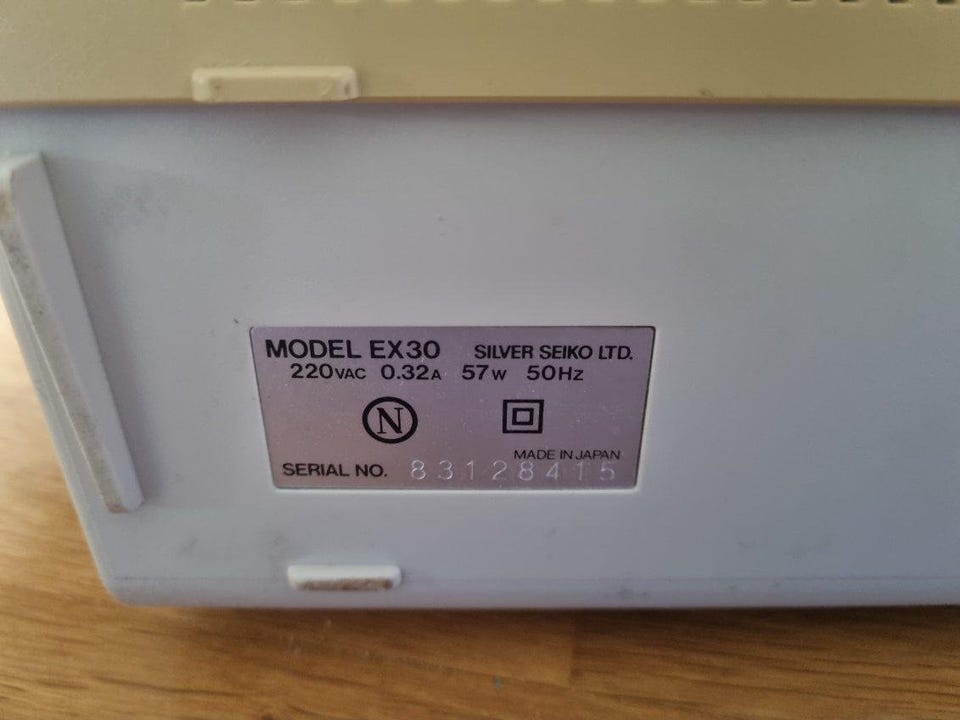 MODEL EX30 SILVER SEIKO LTD.
220VAC 0.32A 57W 50HZ
N
MADE IN JAPAN
SERIAL NO. 83128415